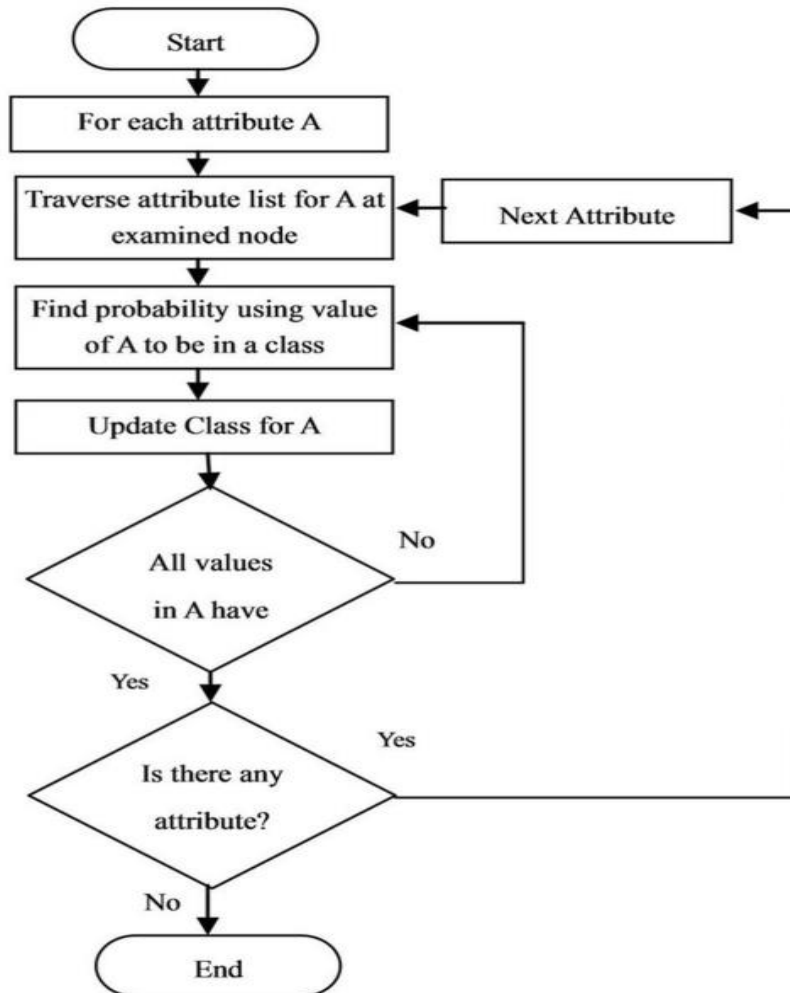 Start
For each attribute A
Traverse attribute list for A at
examined node
Next Attribute
Find probability using value
of A to be in a class
Update Class for A
No
All values
in A have
Yes
Yes
Is there any
attribute?
No
End